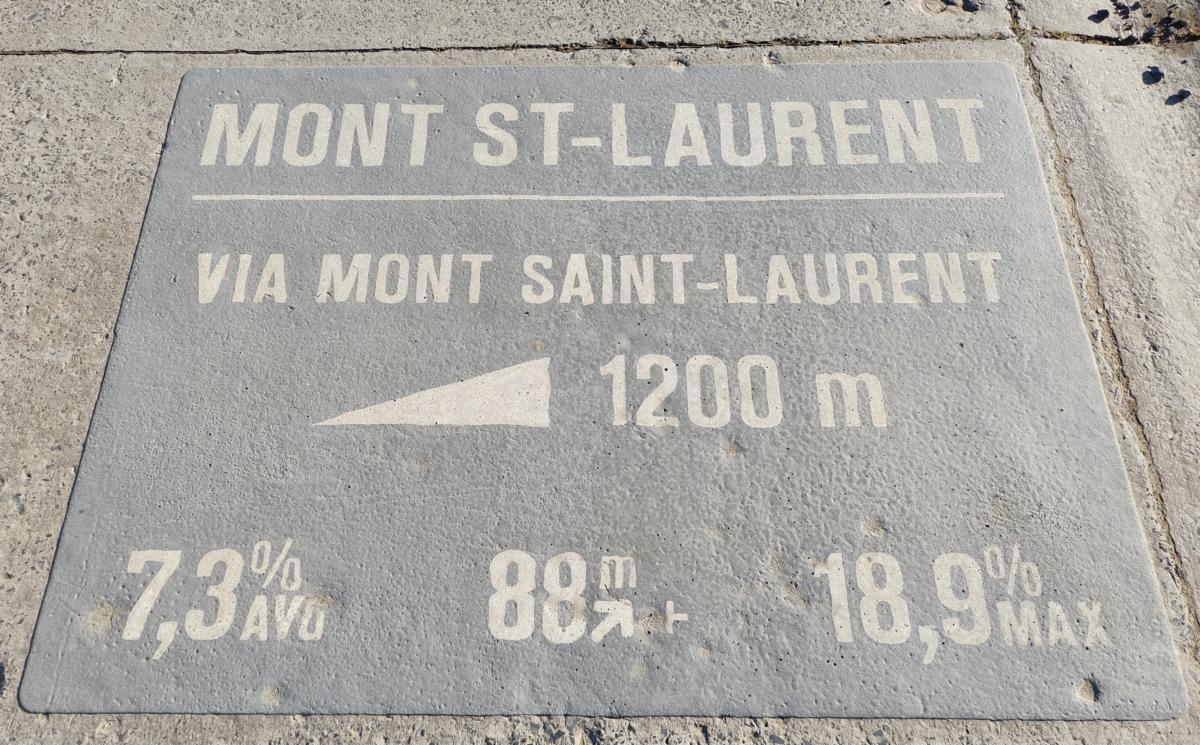 MONT ST-LAURENT
VIA MONT SAINT-LAURENT
1200 m
7,3% AVG 88 m + 18,9% MAX